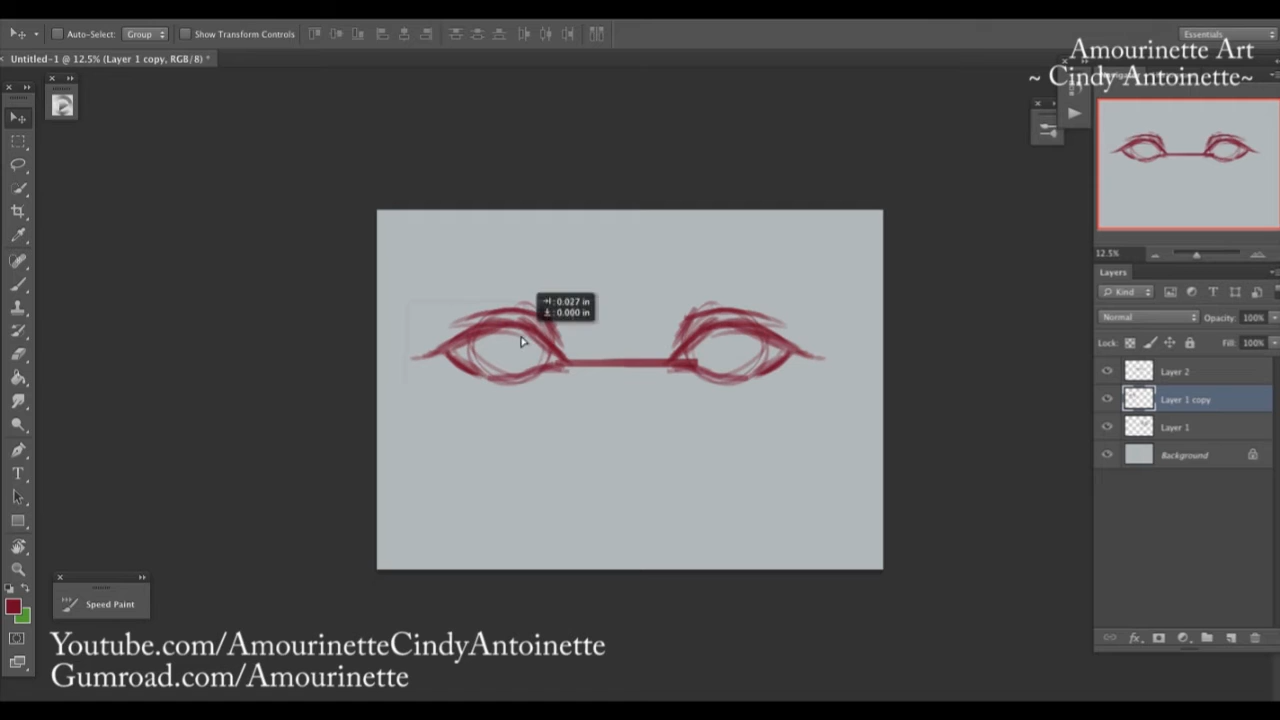 Auto-Select: Group Show Transform Controls Essentials
Amourinette Art
~ Cindy Antoinette~
Untitled-1 @ 12.5% (Layer 1 copy, RGB/8) *
12.5%
Layers
Kind
Normal Opacity: 100%
Lock: Fill: 100%
Layer 2
Layer 1 copy
Layer 1
Background
: 0.027 in
: 0.000 in
Speed Paint
Youtube.com/AmourinetteCindyAntoinette
Gumroad.com/Amourinette